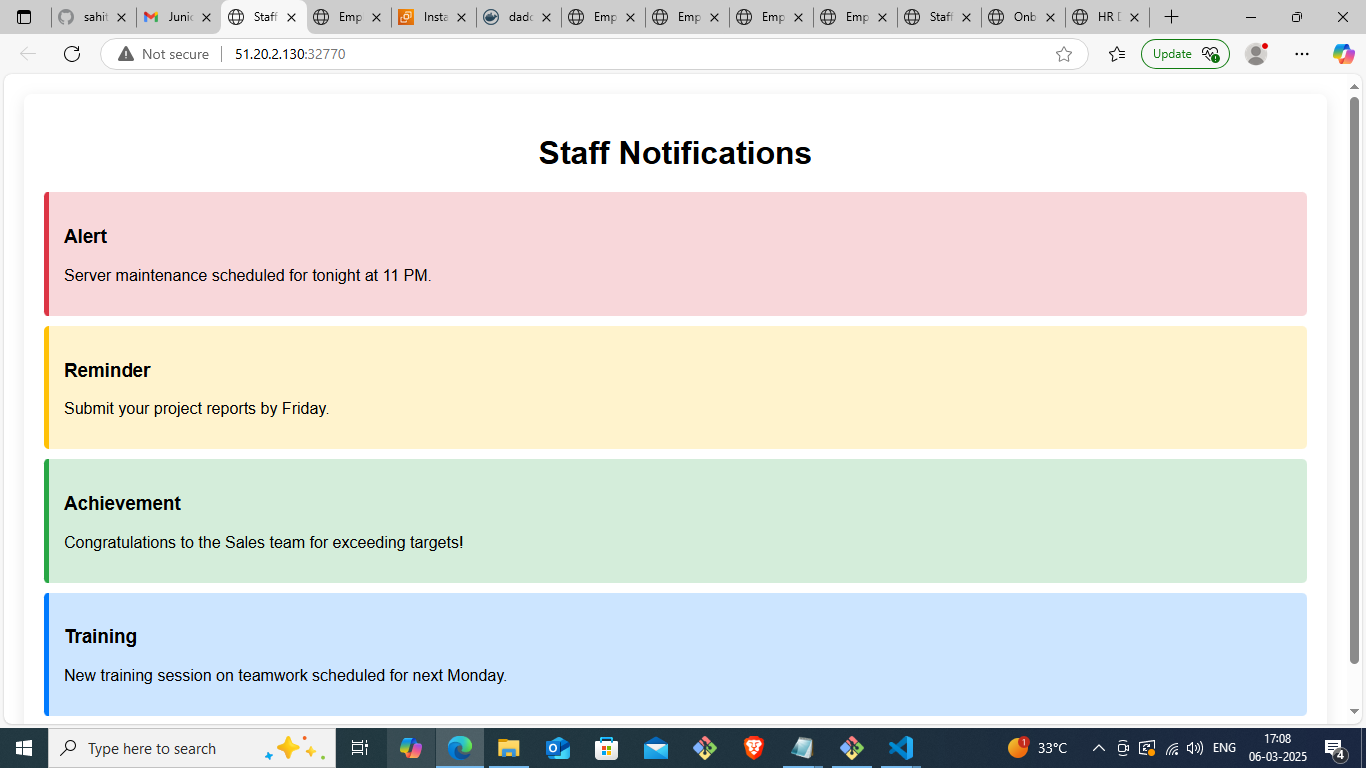 sahit
Junic
Staff
Emp
Insta
dado
Emp
Emp
Emp
Emp
Staff
Onb
HR D
Not secure
51.20.2.130:32770
Update
Staff Notifications
Alert
Server maintenance scheduled for tonight at 11 PM.
Reminder
Submit your project reports by Friday.
Achievement
Congratulations to the Sales team for exceeding targets!
Training
New training session on teamwork scheduled for next Monday.
Type here to search
1
33°C
ENG
17:08
06-03-2025
4